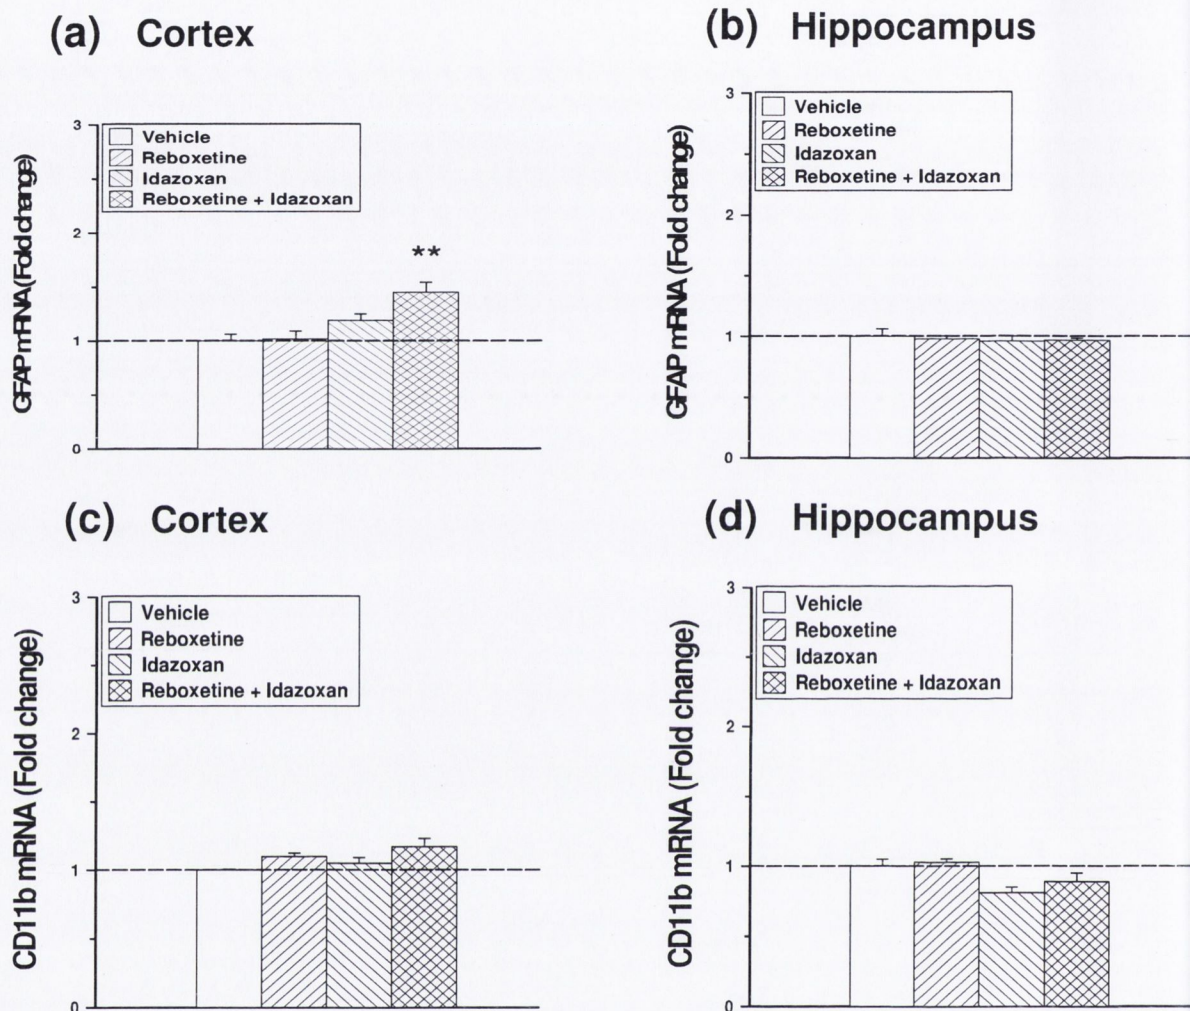 (a) Cortex
3
2
1
0
GFAP mRNA (Fold change)
Vehicle
Reboxetine
Idazoxan
Reboxetine + Idazoxan
**
(b) Hippocampus
3
2
1
0
GFAP mRNA (Fold change)
Vehicle
Reboxetine
Idazoxan
Reboxetine + Idazoxan
(c) Cortex
3
2
1
0
CD11b mRNA (Fold change)
Vehicle
Reboxetine
Idazoxan
Reboxetine + Idazoxan
(d) Hippocampus
3
2
1
0
CD11b mRNA (Fold change)
Vehicle
Reboxetine
Idazoxan
Reboxetine + Idazoxan